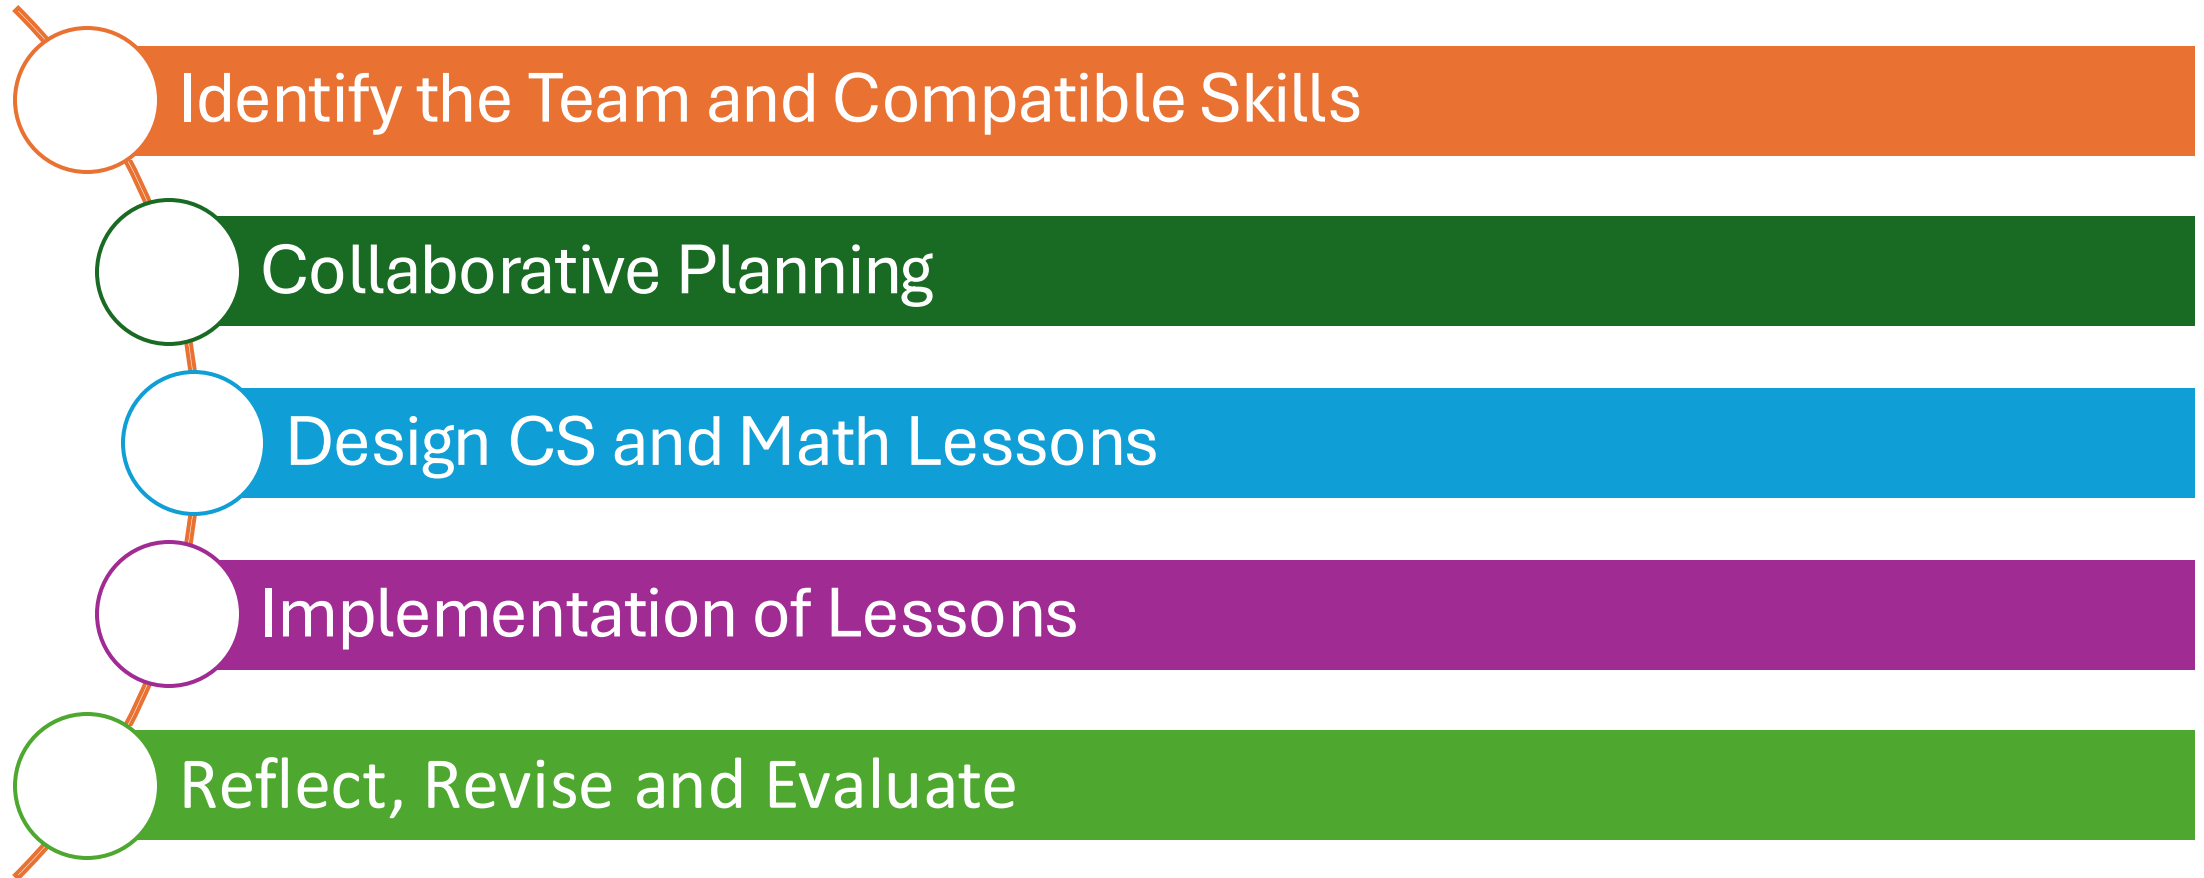 Identify the Team and Compatible Skills
Collaborative Planning
Design CS and Math Lessons
Implementation of Lessons
Reflect, Revise and Evaluate